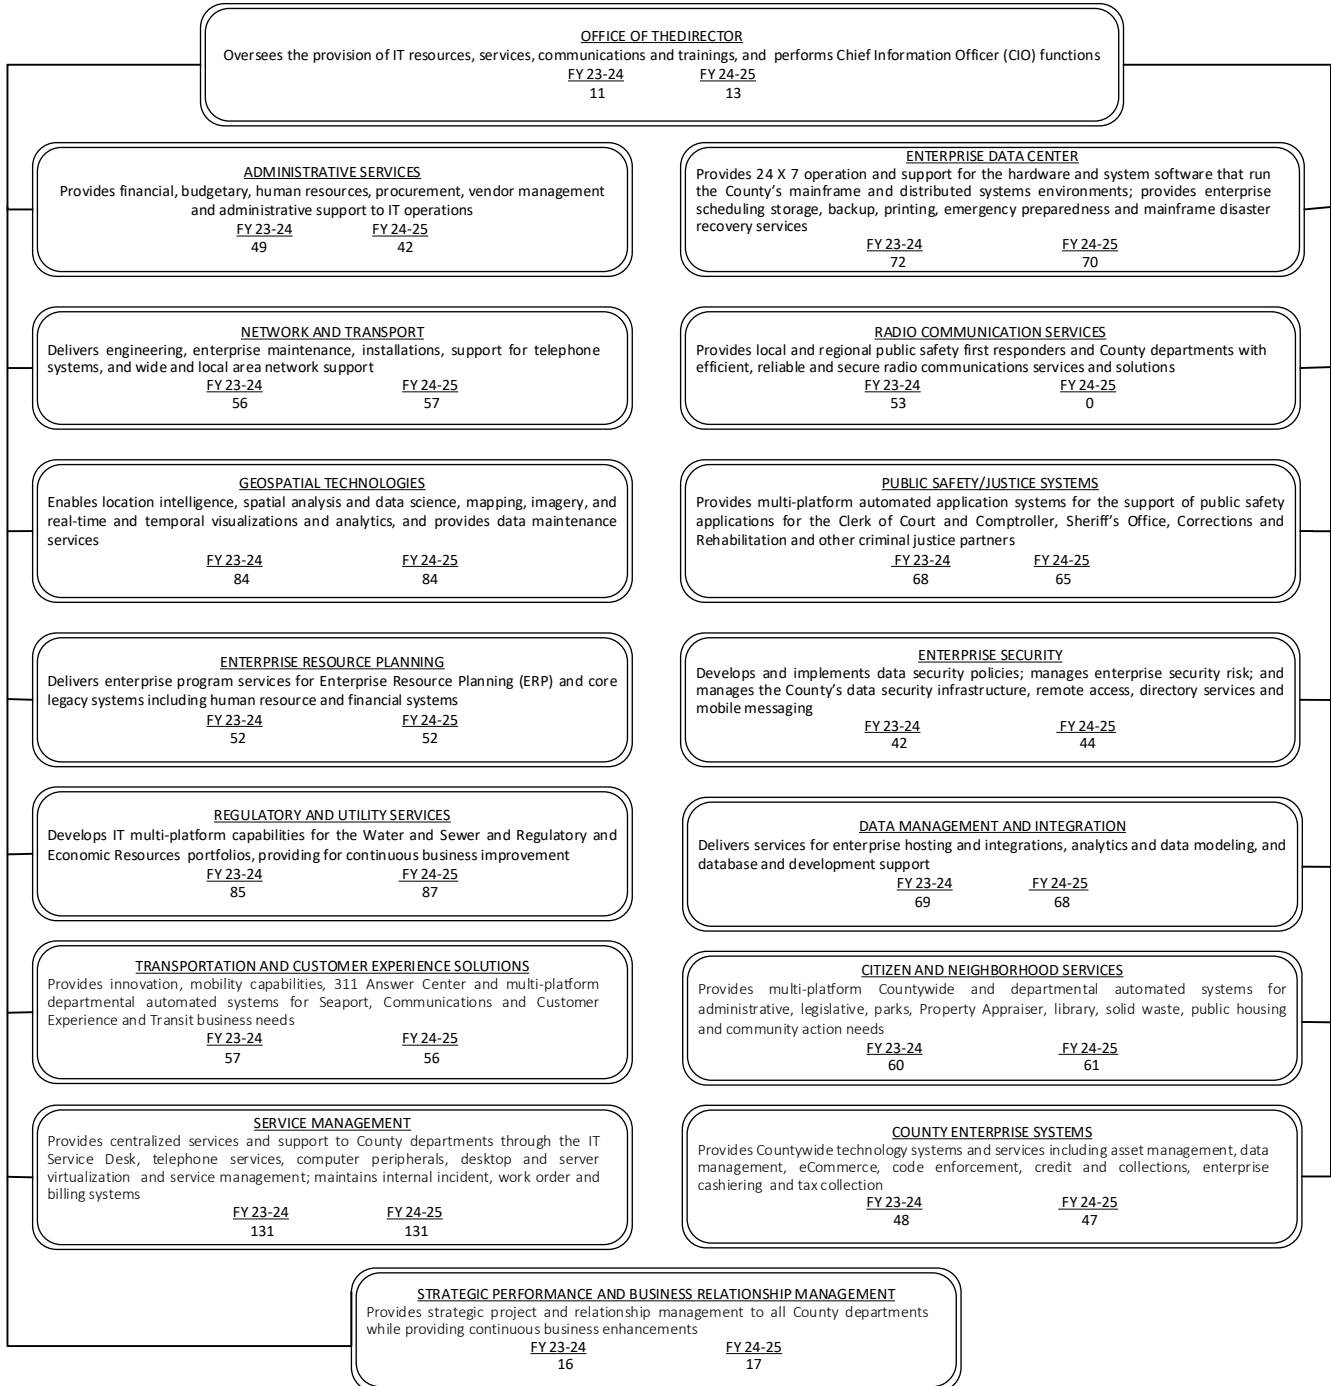 OFFICE OF THEDIRECTOR
Oversees the provision of IT resources, services, communications and trainings, and performs Chief Information Officer (CIO) functions
FY 23-24 FY 24-25
11 13
ADMINISTRATIVE SERVICES
Provides financial, budgetary, human resources, procurement, vendor management
and administrative support to IT operations
FY 23-24 FY 24-25
49 42
ENTERPRISE DATA CENTER
Provides 24 X 7 operation and support for the hardware and system software that run
the County’s mainframe and distributed systems environments; provides enterprise
scheduling storage, backup, printing, emergency preparedness and mainframe disaster
recovery services
FY 23-24 FY 24-25
72 70
NETWORK AND TRANSPORT
Delivers engineering, enterprise maintenance, installations, support for telephone
systems, and wide and local area network support
FY 23-24 FY 24-25
56 57
RADIO COMMUNICATION SERVICES
Provides local and regional public safety first responders and County departments with
efficient, reliable and secure radio communications services and solutions
FY 23-24 FY 24-25
53 0
GEOSPATIAL TECHNOLOGIES
Enables location intelligence, spatial analysis and data science, mapping, imagery, and
real-time and temporal visualizations and analytics, and provides data maintenance
services
FY 23-24 FY 24-25
84 84
PUBLIC SAFETY/JUSTICE SYSTEMS
Provides multi-platform automated application systems for the support of public safety
applications for the Clerk of Court and Comptroller, Sheriff’s Office, Corrections and
Rehabilitation and other criminal justice partners
FY 23-24 FY 24-25
68 65
ENTERPRISE RESOURCE PLANNING
Delivers enterprise program services for Enterprise Resource Planning (ERP) and core
legacy systems including human resource and financial systems
FY 23-24 FY 24-25
52 52
ENTERPRISE SECURITY
Develops and implements data security policies; manages enterprise security risk; and
manages the County’s data security infrastructure, remote access, directory services and
mobile messaging
FY 23-24 FY 24-25
42 44
REGULATORY AND UTILITY SERVICES
Develops IT multi-platform capabilities for the Water and Sewer and Regulatory and
Economic Resources portfolios, providing for continuous business improvement
FY 23-24 FY 24-25
85 87
DATA MANAGEMENT AND INTEGRATION
Delivers services for enterprise hosting and integrations, analytics and data modeling, and
database and development support
FY 23-24 FY 24-25
69 68
TRANSPORTATION AND CUSTOMER EXPERIENCE SOLUTIONS
Provides innovation, mobility capabilities, 311 Answer Center and multi-platform
departmental automated systems for Seaport, Communications and Customer
Experience and Transit business needs
FY 23-24 FY 24-25
57 56
CITIZEN AND NEIGHBORHOOD SERVICES
Provides multi-platform Countywide and departmental automated systems for
administrative, legislative, parks, Property Appraiser, library, solid waste, public housing
and community action needs
FY 23-24 FY 24-25
60 61
SERVICE MANAGEMENT
Provides centralized services and support to County departments through the IT
Service Desk, telephone services, computer peripherals, desktop and server
virtualization and service management; maintains internal incident, work order and
billing systems
FY 23-24 FY 24-25
131 131
COUNTY ENTERPRISE SYSTEMS
Provides Countywide technology systems and services including asset management, data
management, eCommerce, code enforcement, credit and collections, enterprise
cashiering and tax collection
FY 23-24 FY 24-25
48 47
STRATEGIC PERFORMANCE AND BUSINESS RELATIONSHIP MANAGEMENT
Provides strategic project and relationship management to all County departments
while providing continuous business enhancements
FY 23-24 FY 24-25
16 17